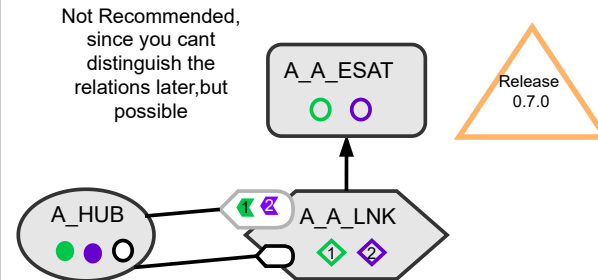 Not Recommended,
since you cant
distinguish the
relations later,but
possible
A_A_ESAT
Release
0.7.0
1 2
A_HUB
A_A_LNK
1 2